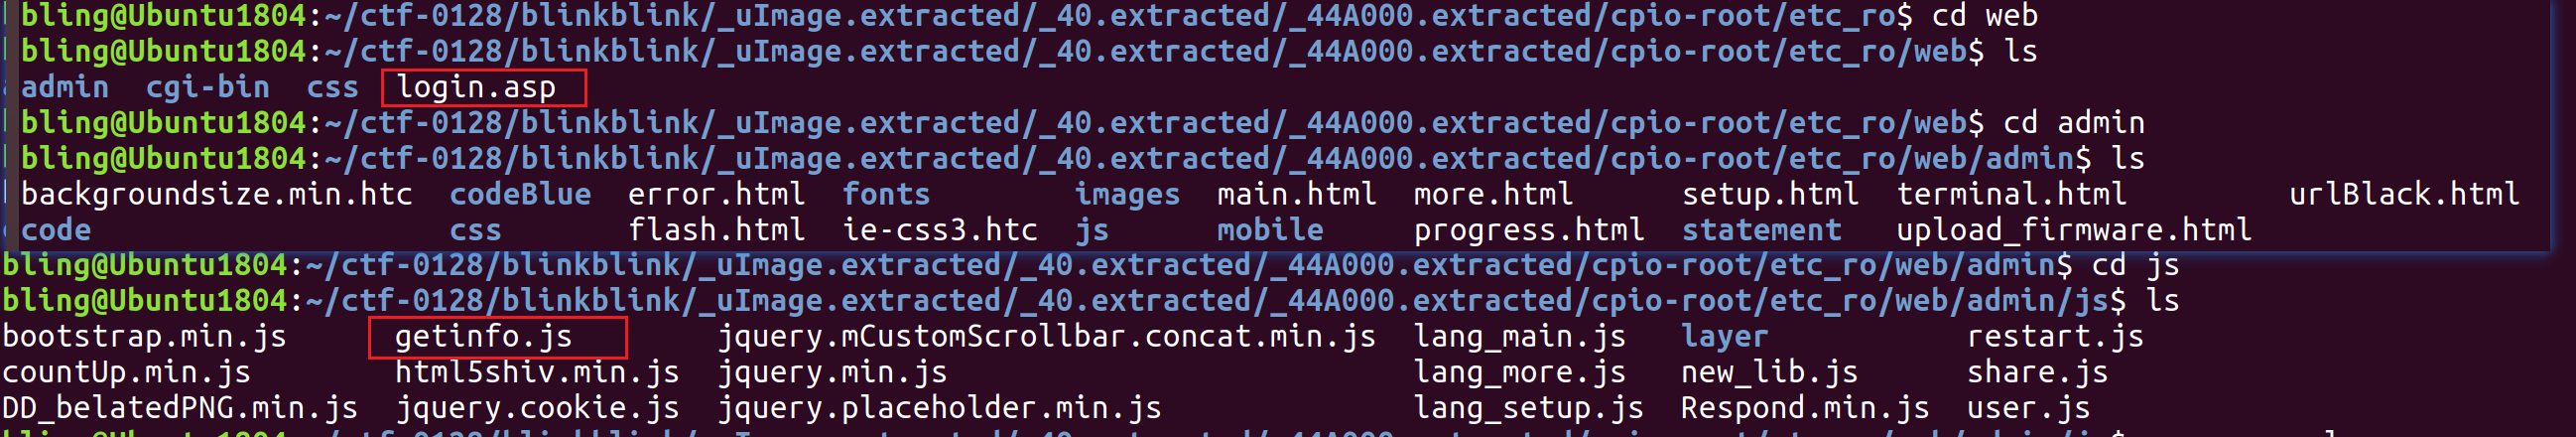 bling@Ubuntu1804:~/ctf-0128/blinkblink/_uImage.extracted/_40.extracted/_44A000.extracted/cpio-root/etc_ro$ cd web
bling@Ubuntu1804:~/ctf-0128/blinkblink/_uImage.extracted/_40.extracted/_44A000.extracted/cpio-root/etc_ro/web$ ls
admin cgi-bin css login.asp
bling@Ubuntu1804:~/ctf-0128/blinkblink/_uImage.extracted/_40.extracted/_44A000.extracted/cpio-root/etc_ro/web$ cd admin
bling@Ubuntu1804:~/ctf-0128/blinkblink/_uImage.extracted/_40.extracted/_44A000.extracted/cpio-root/etc_ro/web/admin$ ls
backgroundsize.min.htc codeBlue error.html fonts images main.html more.html setup.html terminal.html urlBlack.html
code css flash.html ie-css3.htc js mobile progress.html statement upload_firmware.html
bling@Ubuntu1804:~/ctf-0128/blinkblink/_uImage.extracted/_40.extracted/_44A000.extracted/cpio-root/etc_ro/web/admin$ cd js
bling@Ubuntu1804:~/ctf-0128/blinkblink/_uImage.extracted/_40.extracted/_44A000.extracted/cpio-root/etc_ro/web/admin/js$ ls
bootstrap.min.js getinfo.js jquery.mCustomScrollbar.concat.min.js lang_main.js layer restart.js
countUp.min.js html5shiv.min.js jquery.min.js lang_more.js new_lib.js share.js
DD_belatedPNG.min.js jquery.cookie.js jquery.placeholder.min.js lang_setup.js Respond.min.js user.js